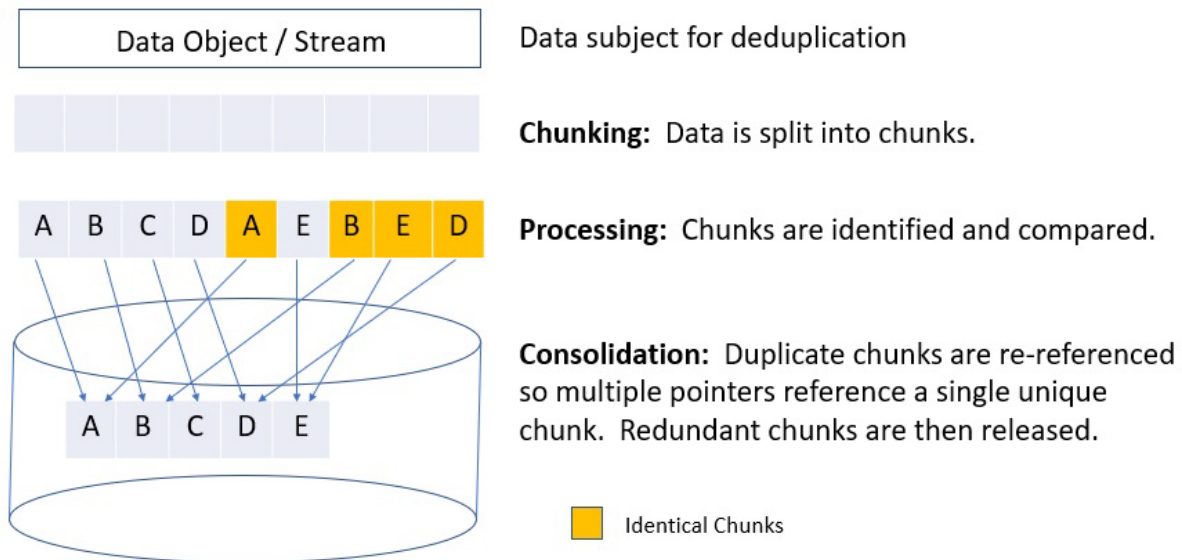 Data Object / Stream
Data subject for deduplication
Chunking: Data is split into chunks.
A B C D A E B E D
Processing: Chunks are identified and compared.
Consolidation: Duplicate chunks are re-referenced
so multiple pointers reference a single unique
chunk. Redundant chunks are then released.
A B C D E
Identical Chunks